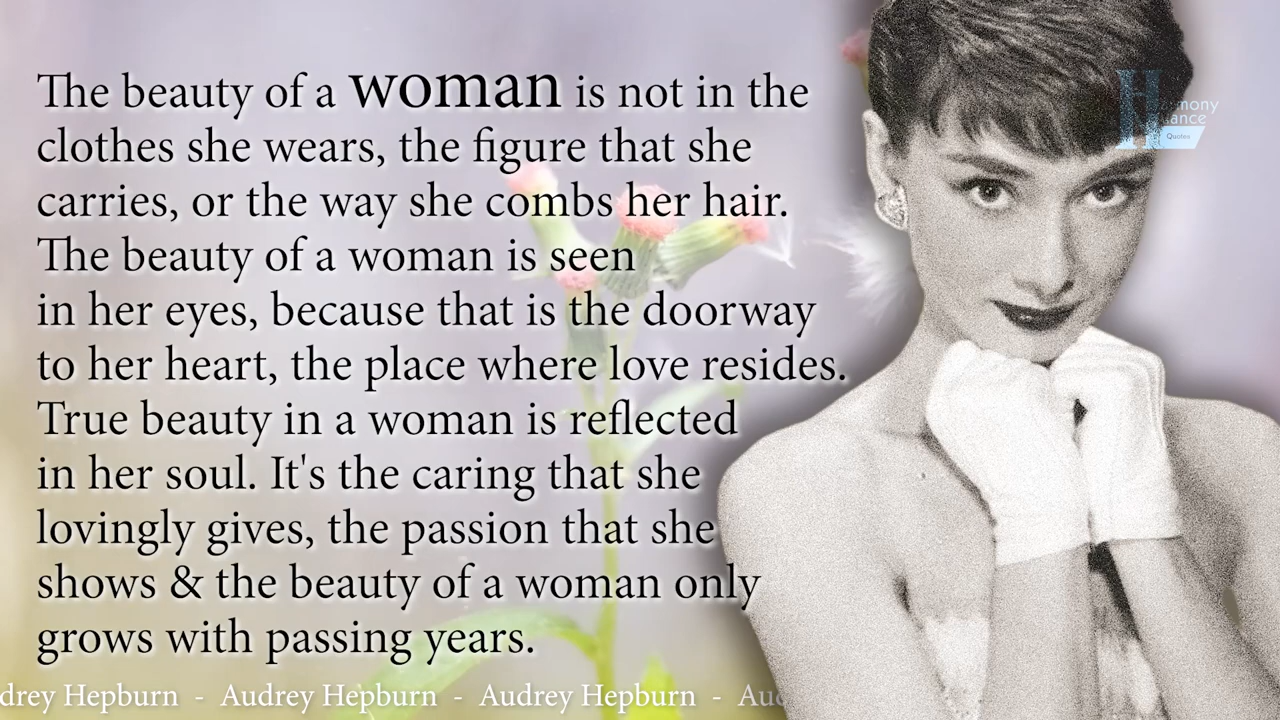 The beauty of a woman is not in the
clothes she wears, the figure that she
carries, or the way she combs her hair.
The beauty of a woman is seen
in her eyes, because that is the doorway
to her heart, the place where love resides.
True beauty in a woman is reflected
in her soul. It's the caring that she
lovingly gives, the passion that she
shows & the beauty of a woman only
grows with passing years.
drey Hepburn - Audrey Hepburn - Audrey Hepburn - Aud
Quotes